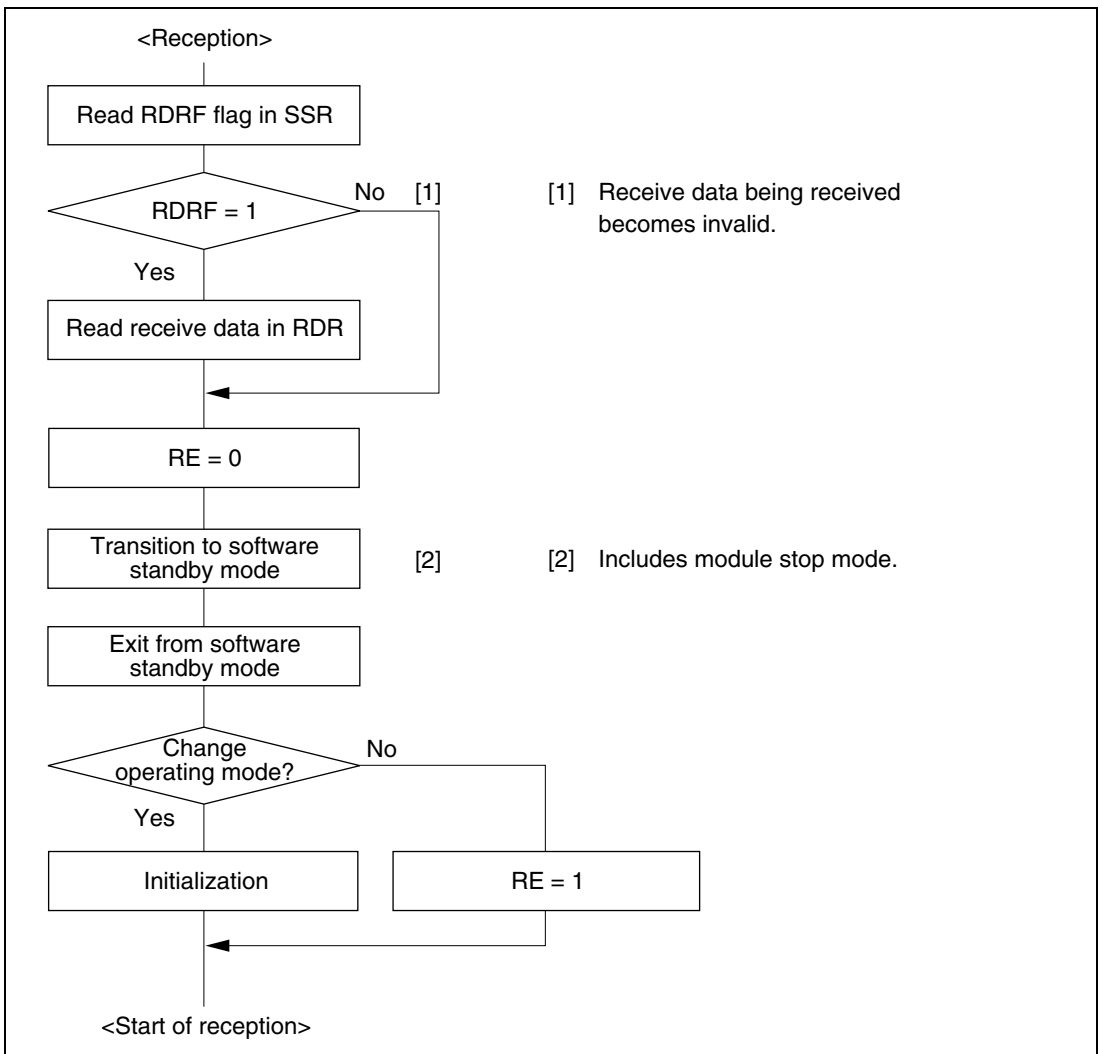 <Reception>
Read RDRF flag in SSR
RDRF = 1
No [1]
[1] Receive data being received
becomes invalid.
Yes
Read receive data in RDR
RE = 0
Transition to software
standby mode
[2]
[2] Includes module stop mode.
Exit from software
standby mode
Change
operating mode?
No
Yes
Initialization
RE = 1
<Start of reception>